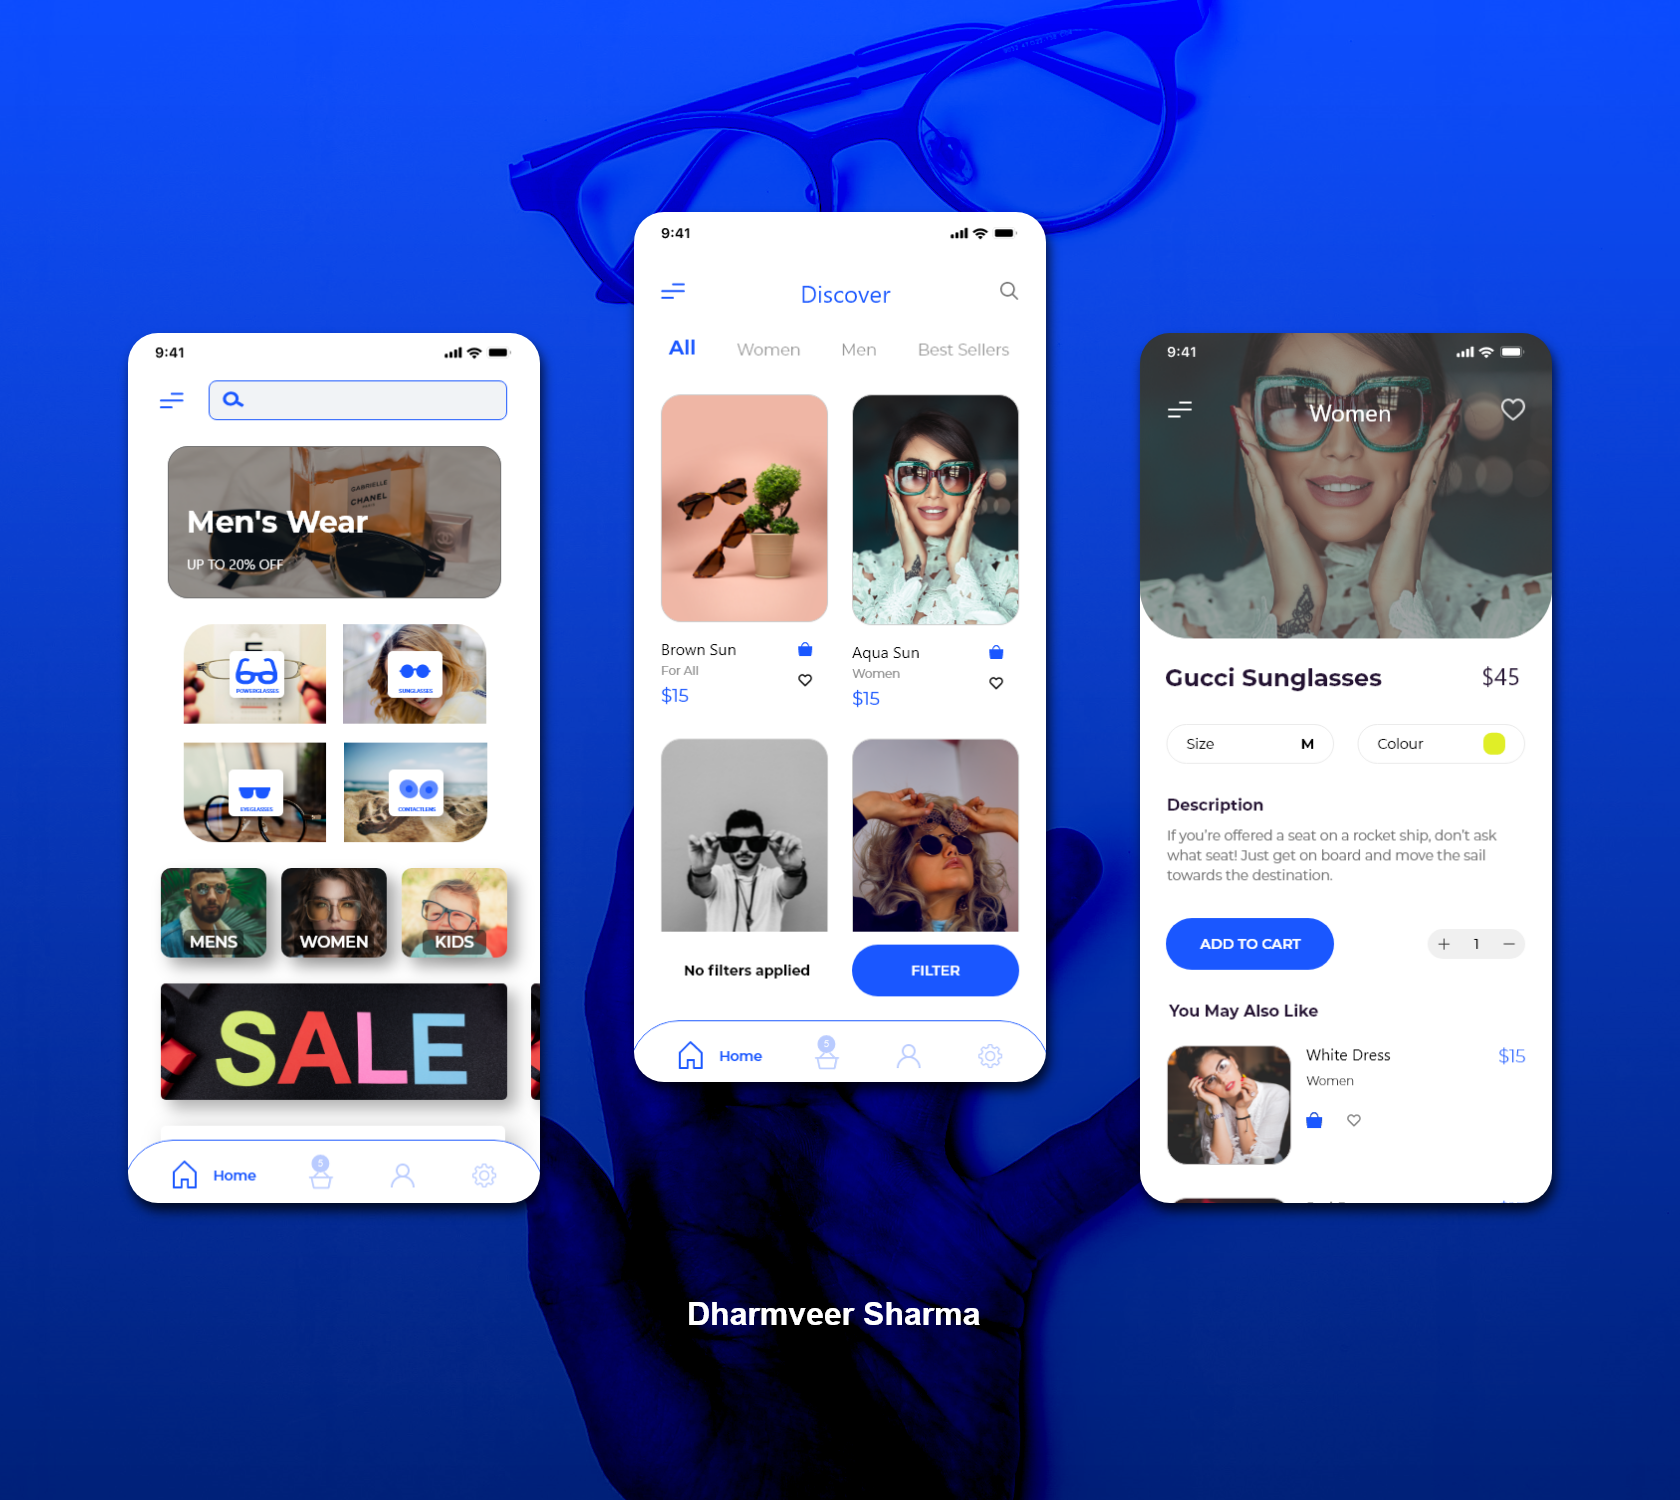 9:41
Men's Wear
UP TO 20% OFF
GABRIELLE
CHANEL
POWERGLASSES
SUNGLASSES
EYEGLASSES
CONTACTLENS
MENS
WOMEN
KIDS
SALE
Home
5
9:41
Discover
All
Women
Men
Best Sellers
Brown Sun
For All
$15
Aqua Sun
Women
$15
No filters applied
FILTER
Home
5
9:41
Women
Gucci Sunglasses
$45
Size
M
Colour
Description
If you're offered a seat on a rocket ship, don't ask
what seat! Just get on board and move the sail
towards the destination.
ADD TO CART
+ 1 −
You May Also Like
White Dress
$15
Women
Dharmveer Sharma